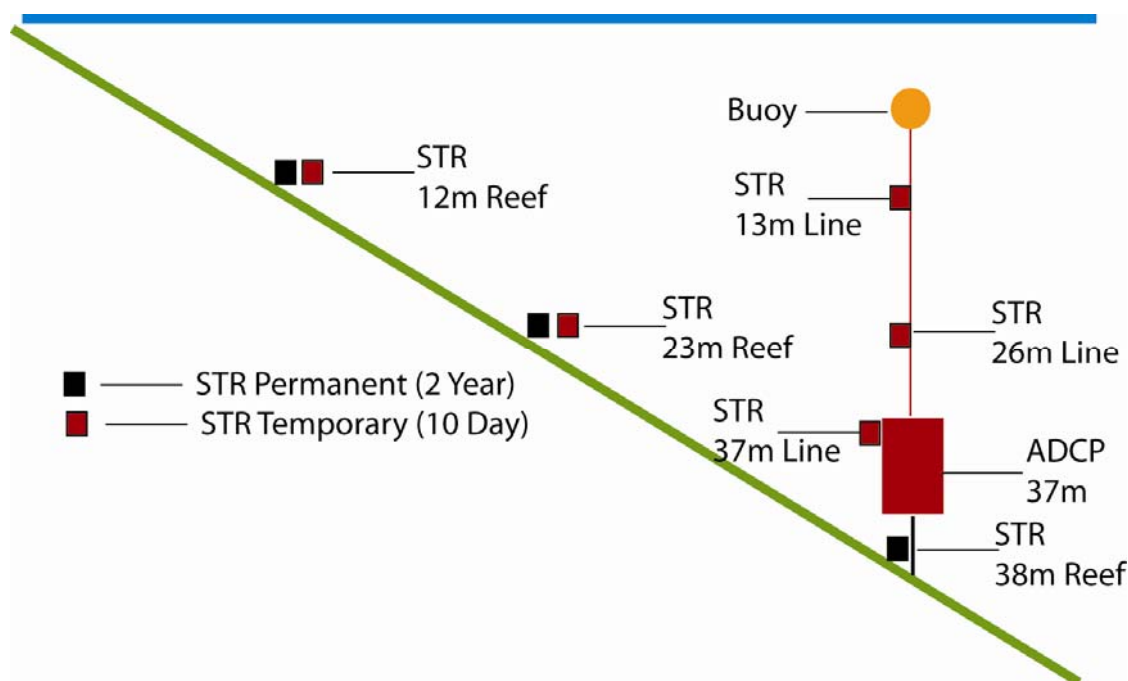 Buoy
STR
12m Reef
STR
13m Line
STR
23m Reef
STR
26m Line
STR Permanent (2 Year)
STR Temporary (10 Day)
STR
37m Line
ADCP
37m
STR
38m Reef